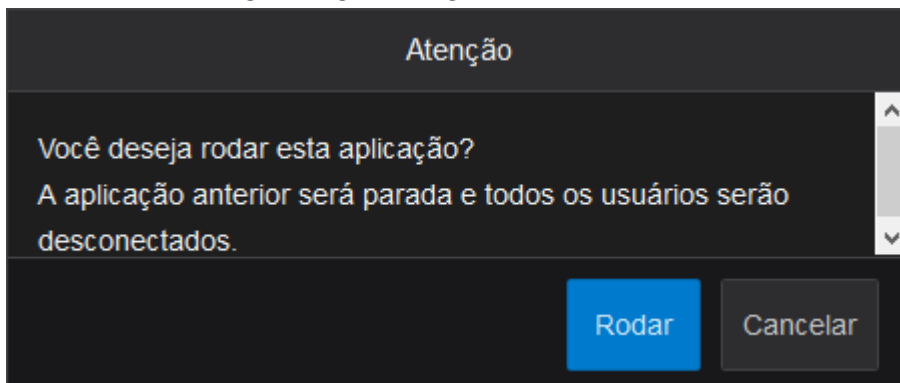 Atenção
Você deseja rodar esta aplicação?
A aplicação anterior será parada e todos os usuários serão
desconectados.
Rodar
Cancelar